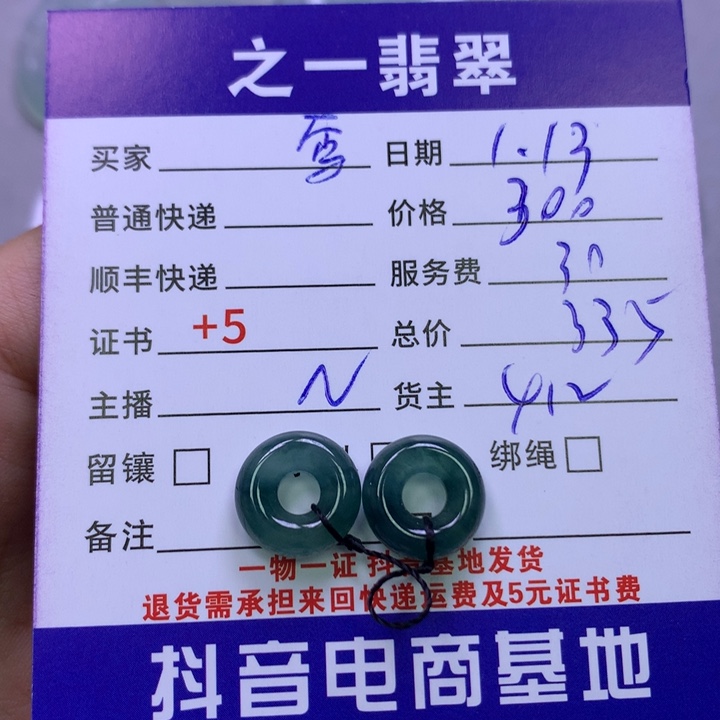 之一翡翠
买家 日期 1.13
普通快递 价格 300
顺丰快递 服务费 30
证书 +5 总价 335
主播 N 货主 412
留镶 绑绳
备注
一物一证 抖音基地发货
退货需承担来回快递运费及5元证书费
抖音电商基地